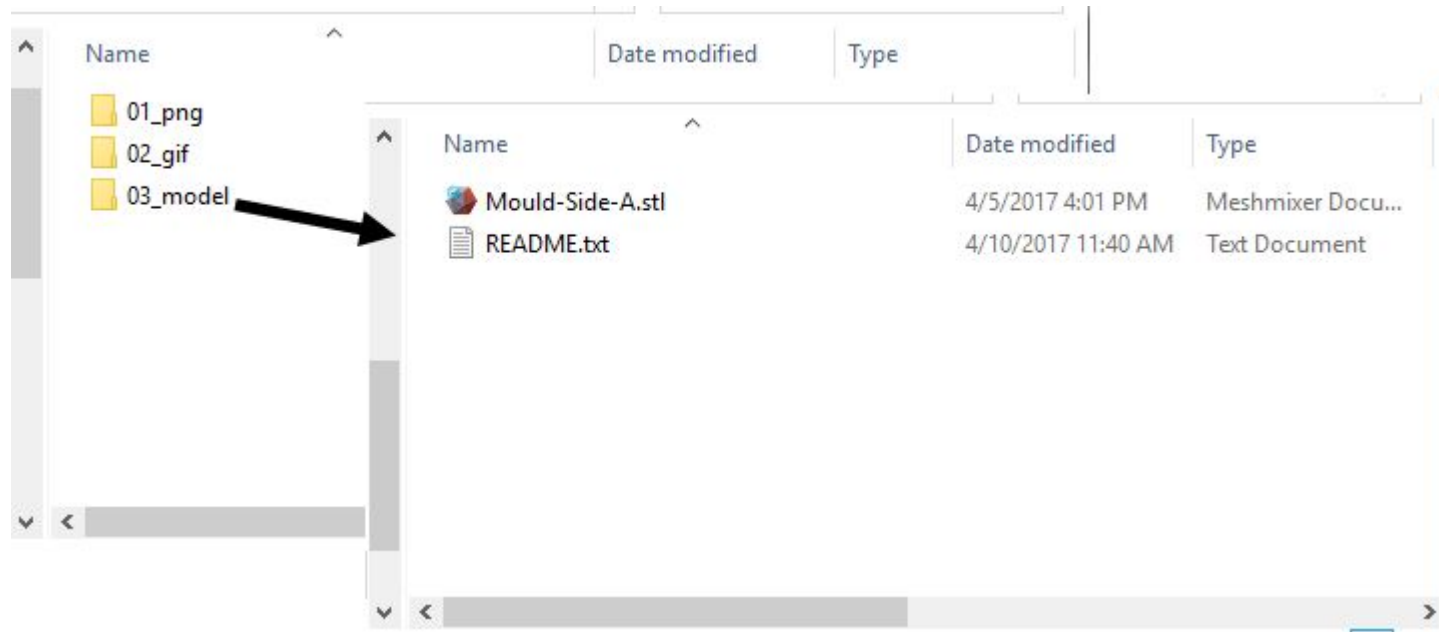 Name Date modified Type
01_png
02_gif
03_model
Name Date modified Type
Mould-Side-A.stl 4/5/2017 4:01 PM Meshmixer Docu...
README.txt 4/10/2017 11:40 AM Text Document